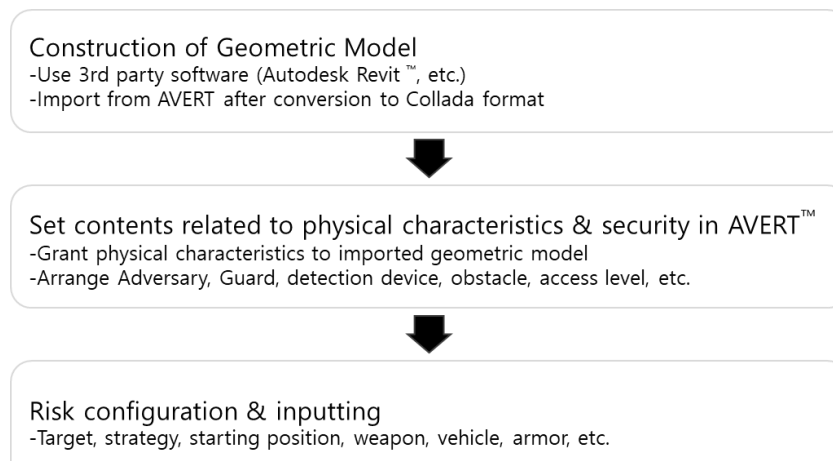 Construction of Geometric Model
-Use 3rd party software (Autodesk Revit ™, etc.)
-Import from AVERT after conversion to Collada format
Set contents related to physical characteristics & security in AVERT™
-Grant physical characteristics to imported geometric model
-Arrange Adversary, Guard, detection device, obstacle, access level, etc.
Risk configuration & inputting
-Target, strategy, starting position, weapon, vehicle, armor, etc.